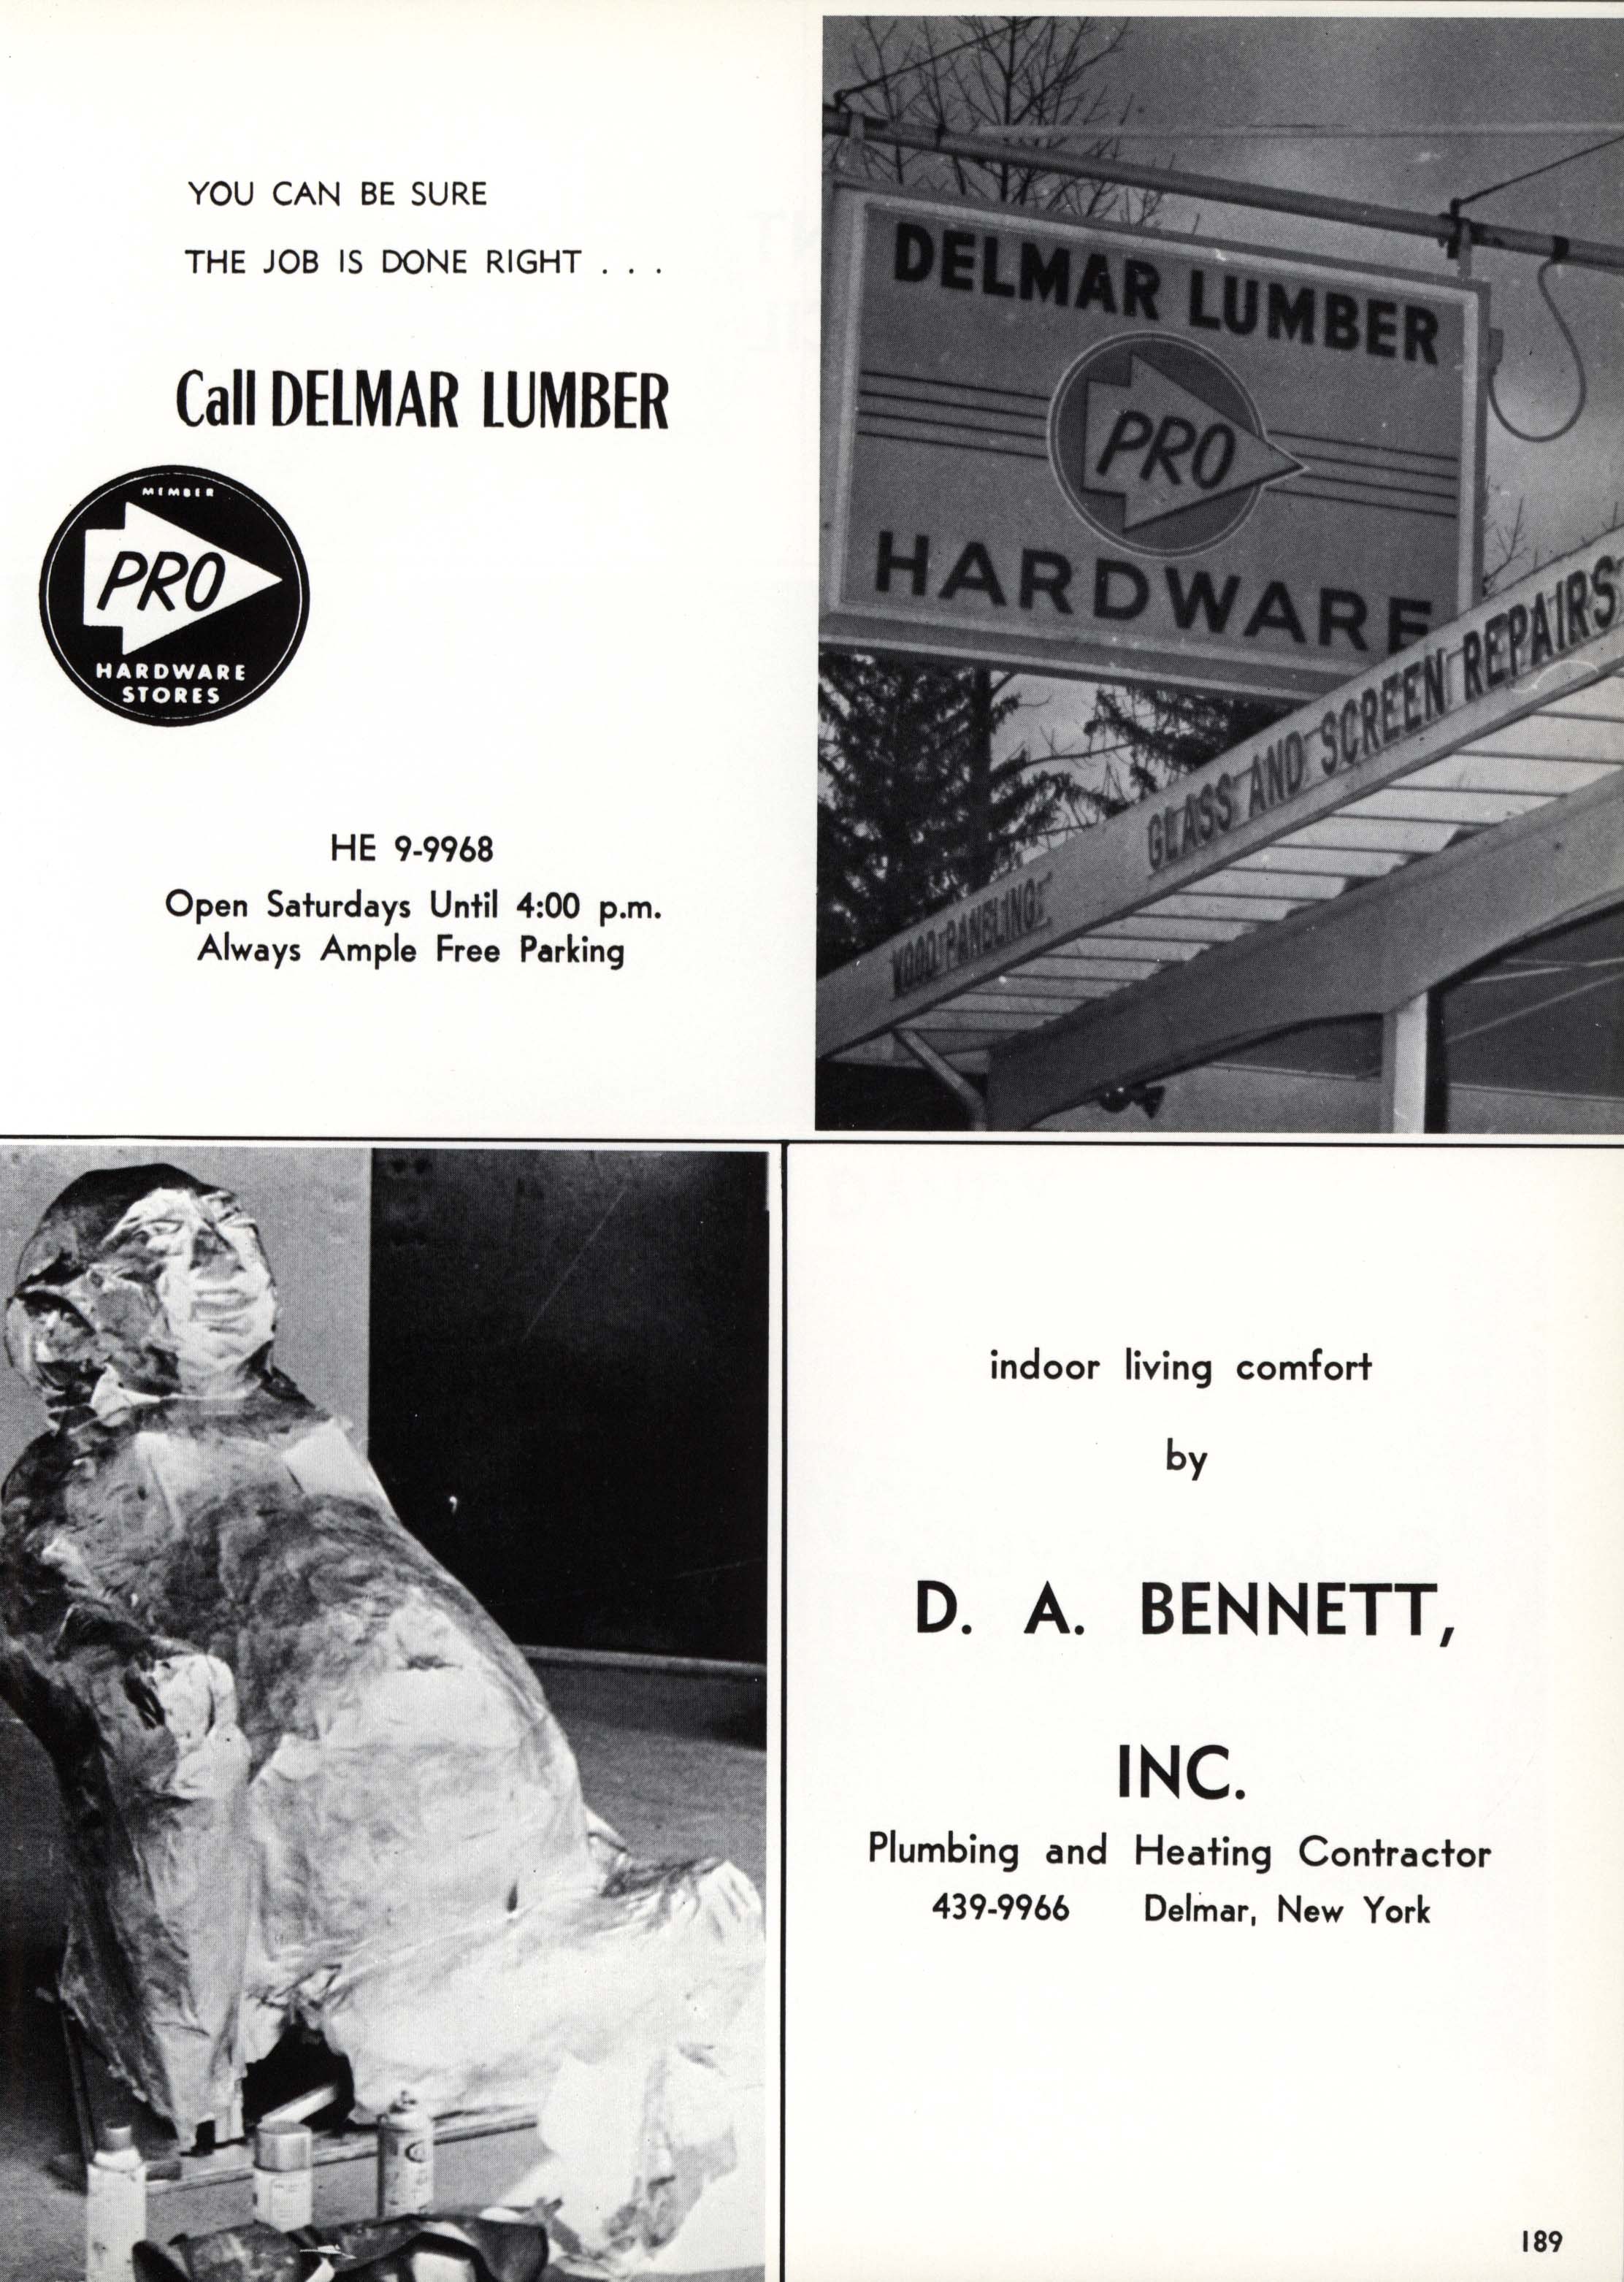 YOU CAN BE SURE
THE JOB IS DONE RIGHT . . .
Call DELMAR LUMBER
MEMBER
PRO
HARDWARE
STORES
HE 9-9968
Open Saturdays Until 4:00 p.m.
Always Ample Free Parking
DELMAR LUMBER
PRO
HARDWARE
WOOD PANELING
GLASS AND SCREEN REPAIRS
indoor living comfort
by
D. A. BENNETT,
INC.
Plumbing and Heating Contractor
439-9966 Delmar, New York
189